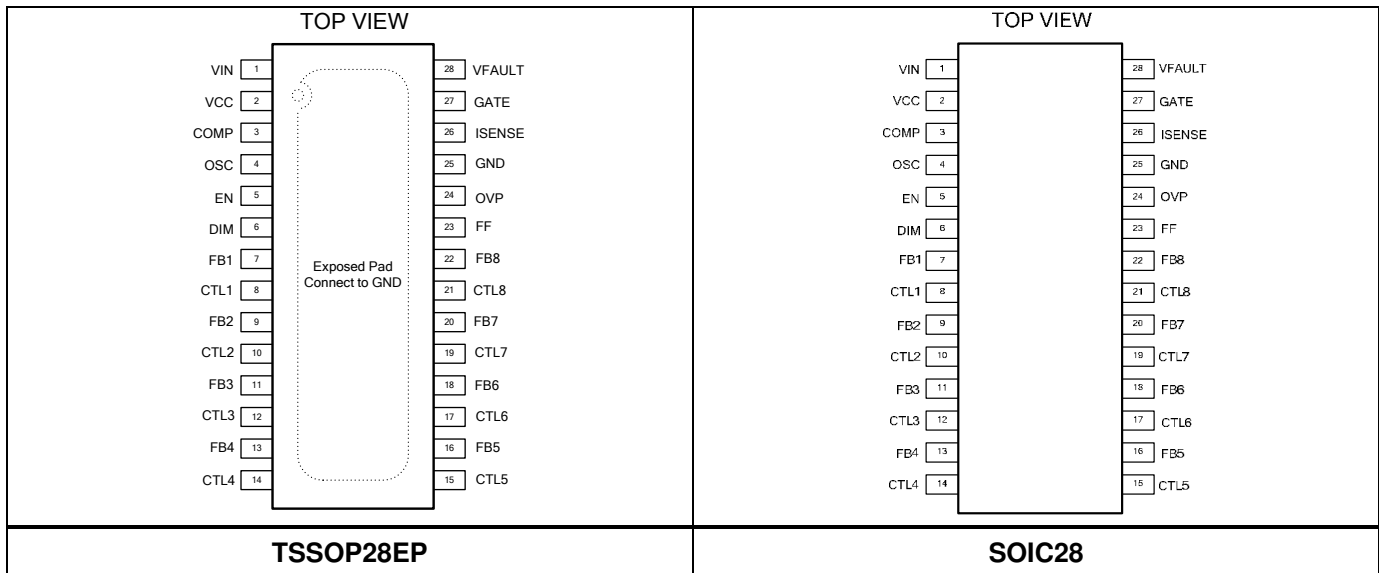 TOP VIEW
VIN 1
28 VFAULT
VCC 2
27 GATE
COMP 3
26 ISENSE
OSC 4
25 GND
EN 5
24 OVP
DIM 6
23 FF
FB1 7
22 FB8
CTL1 8
21 CTL8
FB2 9
20 FB7
CTL2 10
19 CTL7
FB3 11
18 FB6
CTL3 12
17 CTL6
FB4 13
16 FB5
CTL4 14
15 CTL5
Exposed Pad
Connect to GND
TSSOP28EP
TOP VIEW
VIN 1
28 VFAULT
VCC 2
27 GATE
COMP 3
26 ISENSE
OSC 4
25 GND
EN 5
24 OVP
DIM 6
23 FF
FB1 7
22 FB8
CTL1 8
21 CTL8
FB2 9
20 FB7
CTL2 10
19 CTL7
FB3 11
18 FB6
CTL3 12
17 CTL6
FB4 13
16 FB5
CTL4 14
15 CTL5
SOIC28